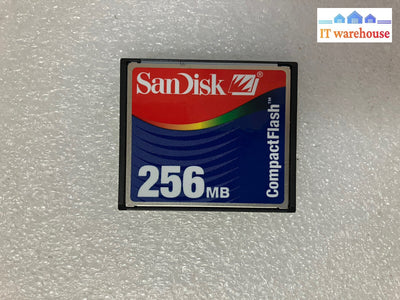 IT warehouse
SanDisk
CompactFlash™
256MB